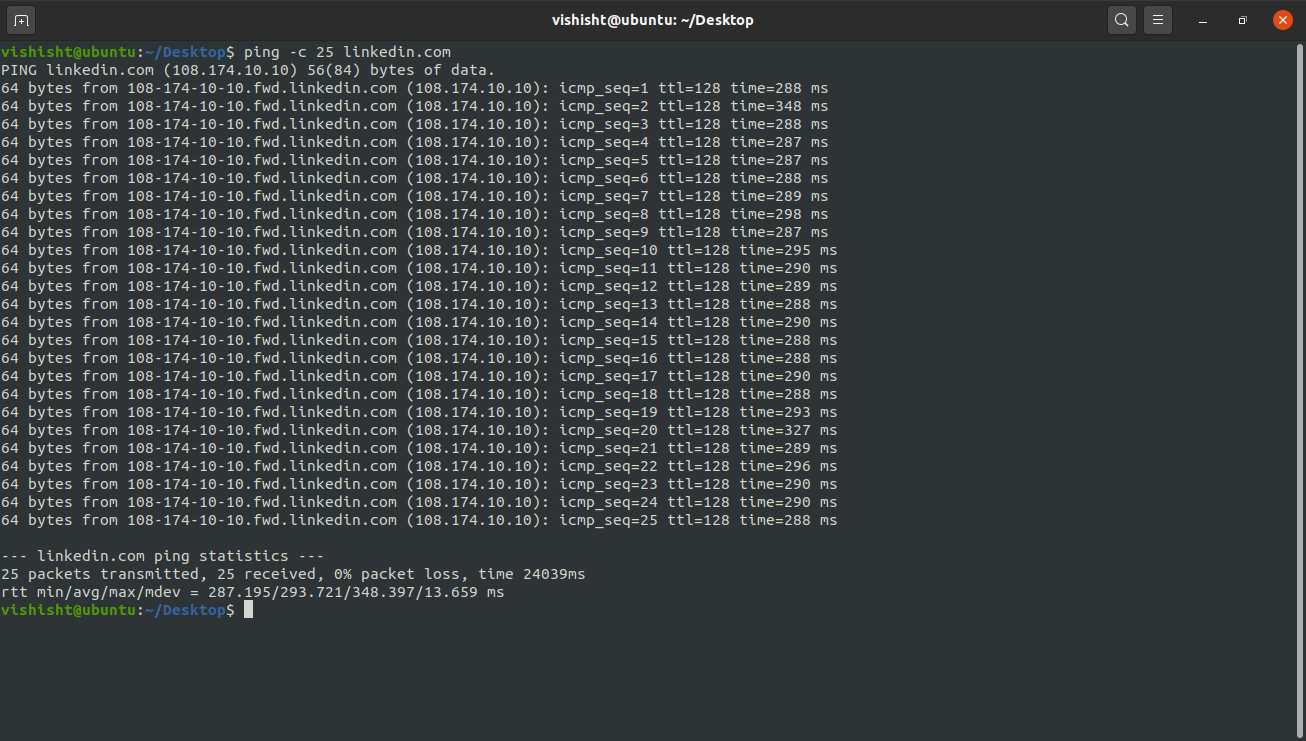 vishisht@ubuntu: ~/Desktop
vishisht@ubuntu:~/Desktop$ ping -c 25 linkedin.com
PING linkedin.com (108.174.10.10) 56(84) bytes of data.
64 bytes from 108-174-10-10.fwd.linkedin.com (108.174.10.10): icmp_seq=1 ttl=128 time=288 ms
64 bytes from 108-174-10-10.fwd.linkedin.com (108.174.10.10): icmp_seq=2 ttl=128 time=348 ms
64 bytes from 108-174-10-10.fwd.linkedin.com (108.174.10.10): icmp_seq=3 ttl=128 time=288 ms
64 bytes from 108-174-10-10.fwd.linkedin.com (108.174.10.10): icmp_seq=4 ttl=128 time=287 ms
64 bytes from 108-174-10-10.fwd.linkedin.com (108.174.10.10): icmp_seq=5 ttl=128 time=287 ms
64 bytes from 108-174-10-10.fwd.linkedin.com (108.174.10.10): icmp_seq=6 ttl=128 time=288 ms
64 bytes from 108-174-10-10.fwd.linkedin.com (108.174.10.10): icmp_seq=7 ttl=128 time=289 ms
64 bytes from 108-174-10-10.fwd.linkedin.com (108.174.10.10): icmp_seq=8 ttl=128 time=298 ms
64 bytes from 108-174-10-10.fwd.linkedin.com (108.174.10.10): icmp_seq=9 ttl=128 time=287 ms
64 bytes from 108-174-10-10.fwd.linkedin.com (108.174.10.10): icmp_seq=10 ttl=128 time=295 ms
64 bytes from 108-174-10-10.fwd.linkedin.com (108.174.10.10): icmp_seq=11 ttl=128 time=290 ms
64 bytes from 108-174-10-10.fwd.linkedin.com (108.174.10.10): icmp_seq=12 ttl=128 time=289 ms
64 bytes from 108-174-10-10.fwd.linkedin.com (108.174.10.10): icmp_seq=13 ttl=128 time=288 ms
64 bytes from 108-174-10-10.fwd.linkedin.com (108.174.10.10): icmp_seq=14 ttl=128 time=290 ms
64 bytes from 108-174-10-10.fwd.linkedin.com (108.174.10.10): icmp_seq=15 ttl=128 time=288 ms
64 bytes from 108-174-10-10.fwd.linkedin.com (108.174.10.10): icmp_seq=16 ttl=128 time=288 ms
64 bytes from 108-174-10-10.fwd.linkedin.com (108.174.10.10): icmp_seq=17 ttl=128 time=290 ms
64 bytes from 108-174-10-10.fwd.linkedin.com (108.174.10.10): icmp_seq=18 ttl=128 time=288 ms
64 bytes from 108-174-10-10.fwd.linkedin.com (108.174.10.10): icmp_seq=19 ttl=128 time=293 ms
64 bytes from 108-174-10-10.fwd.linkedin.com (108.174.10.10): icmp_seq=20 ttl=128 time=327 ms
64 bytes from 108-174-10-10.fwd.linkedin.com (108.174.10.10): icmp_seq=21 ttl=128 time=289 ms
64 bytes from 108-174-10-10.fwd.linkedin.com (108.174.10.10): icmp_seq=22 ttl=128 time=296 ms
64 bytes from 108-174-10-10.fwd.linkedin.com (108.174.10.10): icmp_seq=23 ttl=128 time=290 ms
64 bytes from 108-174-10-10.fwd.linkedin.com (108.174.10.10): icmp_seq=24 ttl=128 time=290 ms
64 bytes from 108-174-10-10.fwd.linkedin.com (108.174.10.10): icmp_seq=25 ttl=128 time=288 ms
--- linkedin.com ping statistics ---
25 packets transmitted, 25 received, 0% packet loss, time 24039ms
rtt min/avg/max/mdev = 287.195/293.721/348.397/13.659 ms
vishisht@ubuntu:~/Desktop$